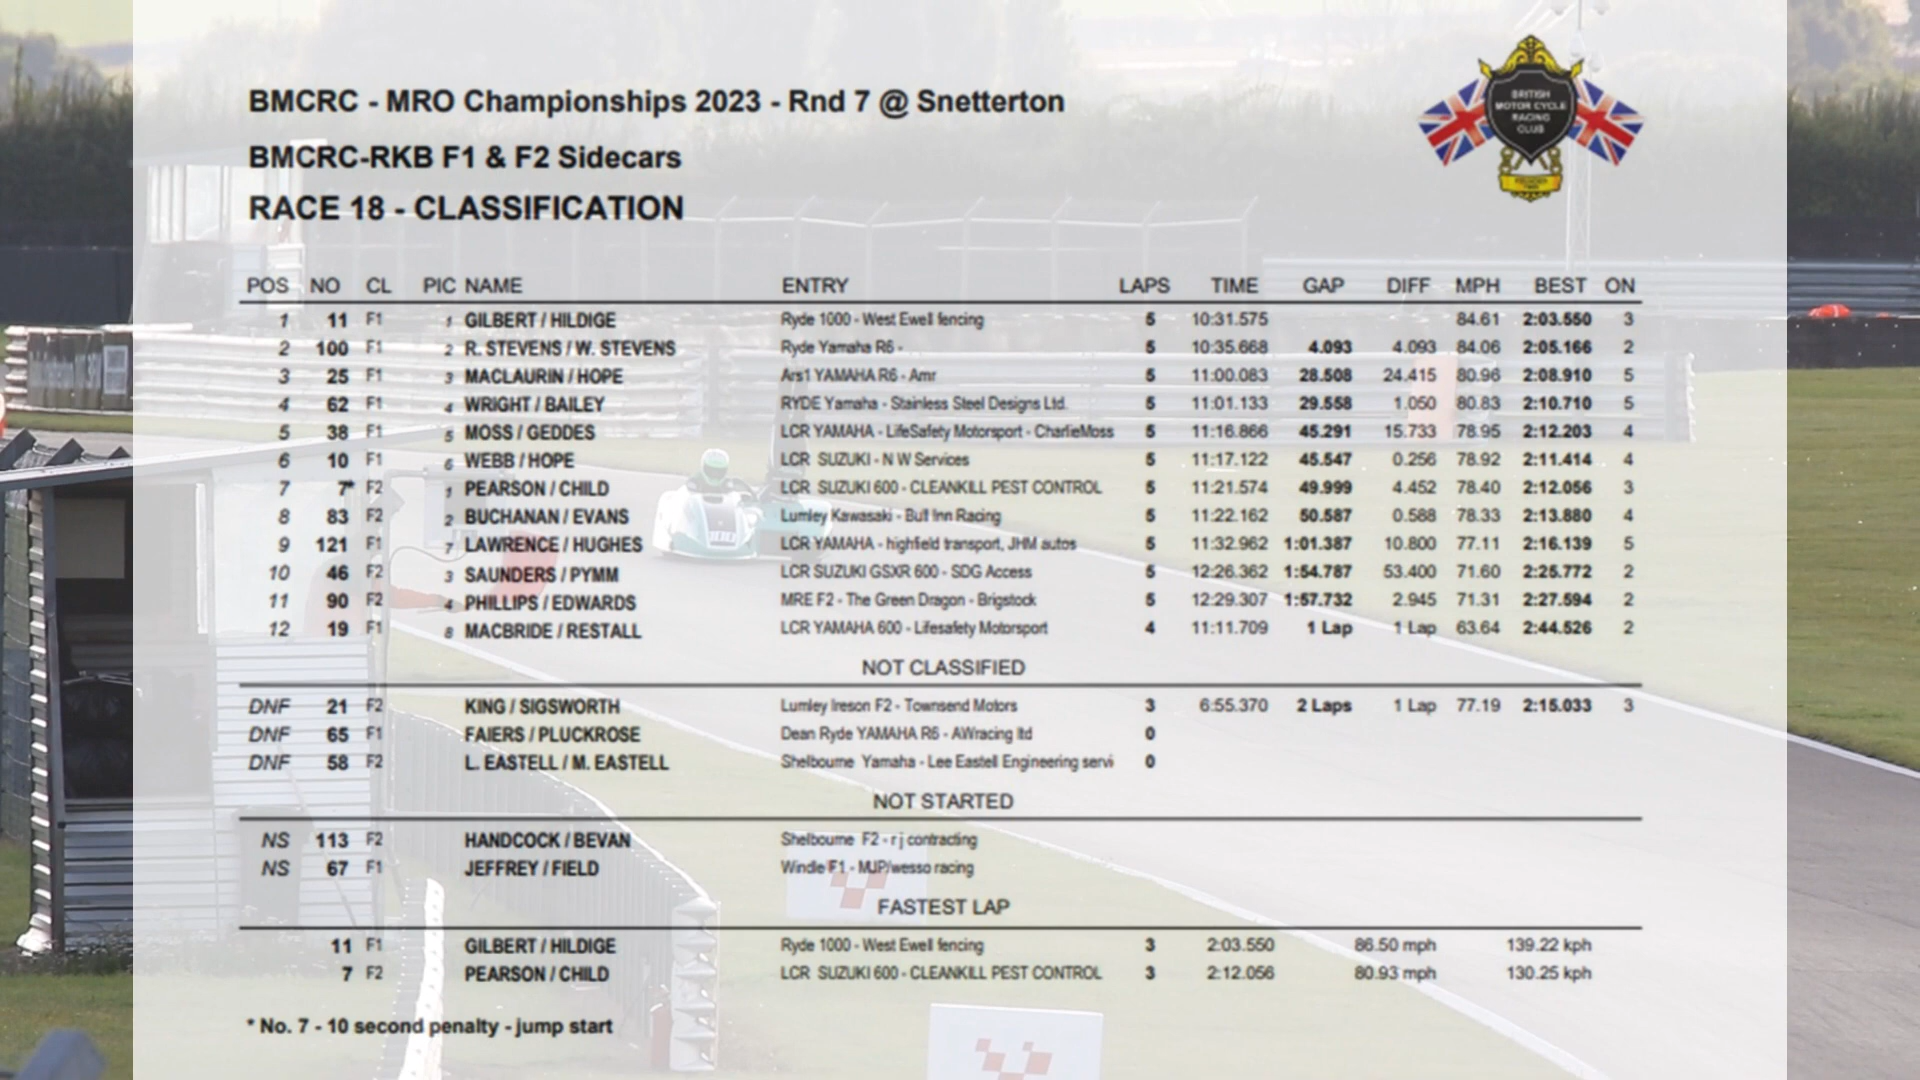 BRITISH
MOTOR CYCLE
RACING
CLUB
BMCRC - MRO Championships 2023 - Rnd 7 @ Snetterton
BMCRC-RKB F1 & F2 Sidecars
RACE 18 - CLASSIFICATION
POS NO CL PIC NAME ENTRY LAPS TIME GAP DIFF MPH BEST ON
1 11 F1 1 GILBERT / HILDIGE Ryde 1000 - West Ewell fencing 5 10:31.575 84.61 2:03.550 3
2 100 F1 2 R. STEVENS / W. STEVENS Ryde Yamaha R6 - 5 10:35.668 4.093 4.093 84.06 2:05.166 2
3 25 F1 3 MACLAURIN / HOPE Ars1 YAMAHA R6 - Amr 5 11:00.083 28.508 24.415 80.96 2:08.910 5
4 62 F1 4 WRIGHT / BAILEY RYDE Yamaha - Stainless Steel Designs Ltd. 5 11:01.133 29.558 1.050 80.83 2:10.710 5
5 38 F1 5 MOSS / GEDDES LCR YAMAHA - LifeSafety Motorsport - CharlieMoss 5 11:16.866 45.291 15.733 78.95 2:12.203 4
6 10 F1 6 WEBB / HOPE LCR SUZUKI - N W Services 5 11:17.122 45.547 0.256 78.92 2:11.414 4
7 7* F2 1 PEARSON / CHILD LCR SUZUKI 600 - CLEANKILL PEST CONTROL 5 11:21.574 49.999 4.452 78.40 2:12.056 3
8 83 F2 2 BUCHANAN / EVANS Lumley Kawasaki - Bull Inn Racing 5 11:22.162 50.587 0.588 78.33 2:13.880 4
9 121 F1 7 LAWRENCE / HUGHES LCR YAMAHA - highfield transport, JHM autos 5 11:32.962 1:01.387 10.800 77.11 2:16.139 5
10 46 F2 3 SAUNDERS / PYMM LCR SUZUKI GSXR 600 - SDG Access 5 12:26.362 1:54.787 53.400 71.60 2:25.772 2
11 90 F2 4 PHILLIPS / EDWARDS MRE F2 - The Green Dragon - Brigstock 5 12:29.307 1:57.732 2.945 71.31 2:27.594 2
12 19 F1 8 MACBRIDE / RESTALL LCR YAMAHA 600 - Lifesafety Motorsport 4 11:11.709 1 Lap 1 Lap 63.64 2:44.526 2
NOT CLASSIFIED
DNF 21 F2 KING / SIGSWORTH Lumley Ireson F2 - Townsend Motors 3 6:55.370 2 Laps 1 Lap 77.19 2:15.033 3
DNF 65 F1 FAIERS / PLUCKROSE Dean Ryde YAMAHA R6 - AWracing ltd 0
DNF 58 F2 L. EASTELL / M. EASTELL Shelbourne Yamaha - Lee Eastell Engineering servi 0
NOT STARTED
NS 113 F2 HANDCOCK / BEVAN Shelbourne F2 - r j contracting
NS 67 F1 JEFFREY / FIELD Windle F1 - MJP/wesso racing
FASTEST LAP
11 F1 GILBERT / HILDIGE Ryde 1000 - West Ewell fencing 3 2:03.550 86.50 mph 139.22 kph
7 F2 PEARSON / CHILD LCR SUZUKI 600 - CLEANKILL PEST CONTROL 3 2:12.056 80.93 mph 130.25 kph
* No. 7 - 10 second penalty - jump start